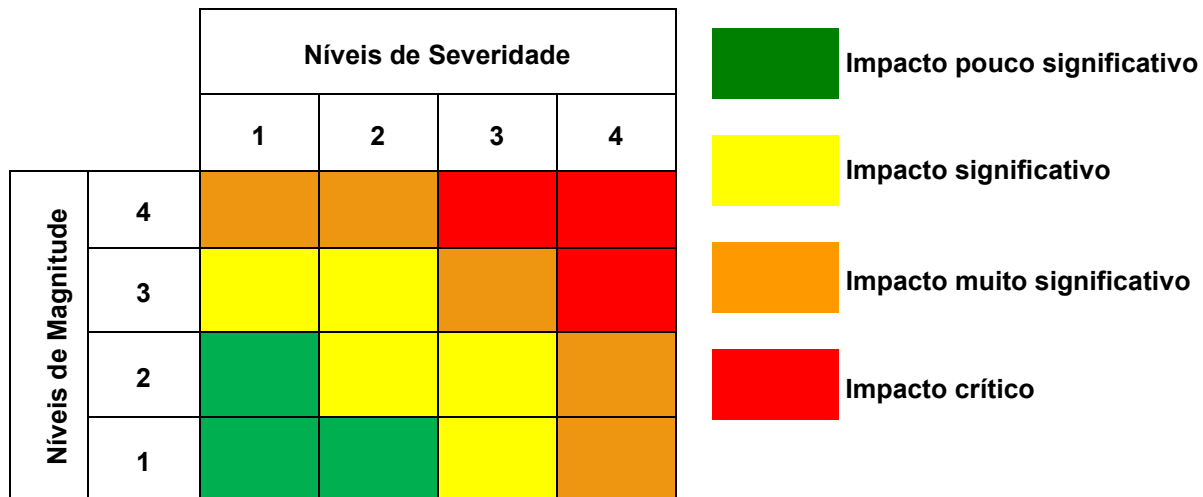 Níveis de Severidade
1 2 3 4
Níveis de Magnitude
4
3
2
1
Impacto pouco significativo
Impacto significativo
Impacto muito significativo
Impacto crítico